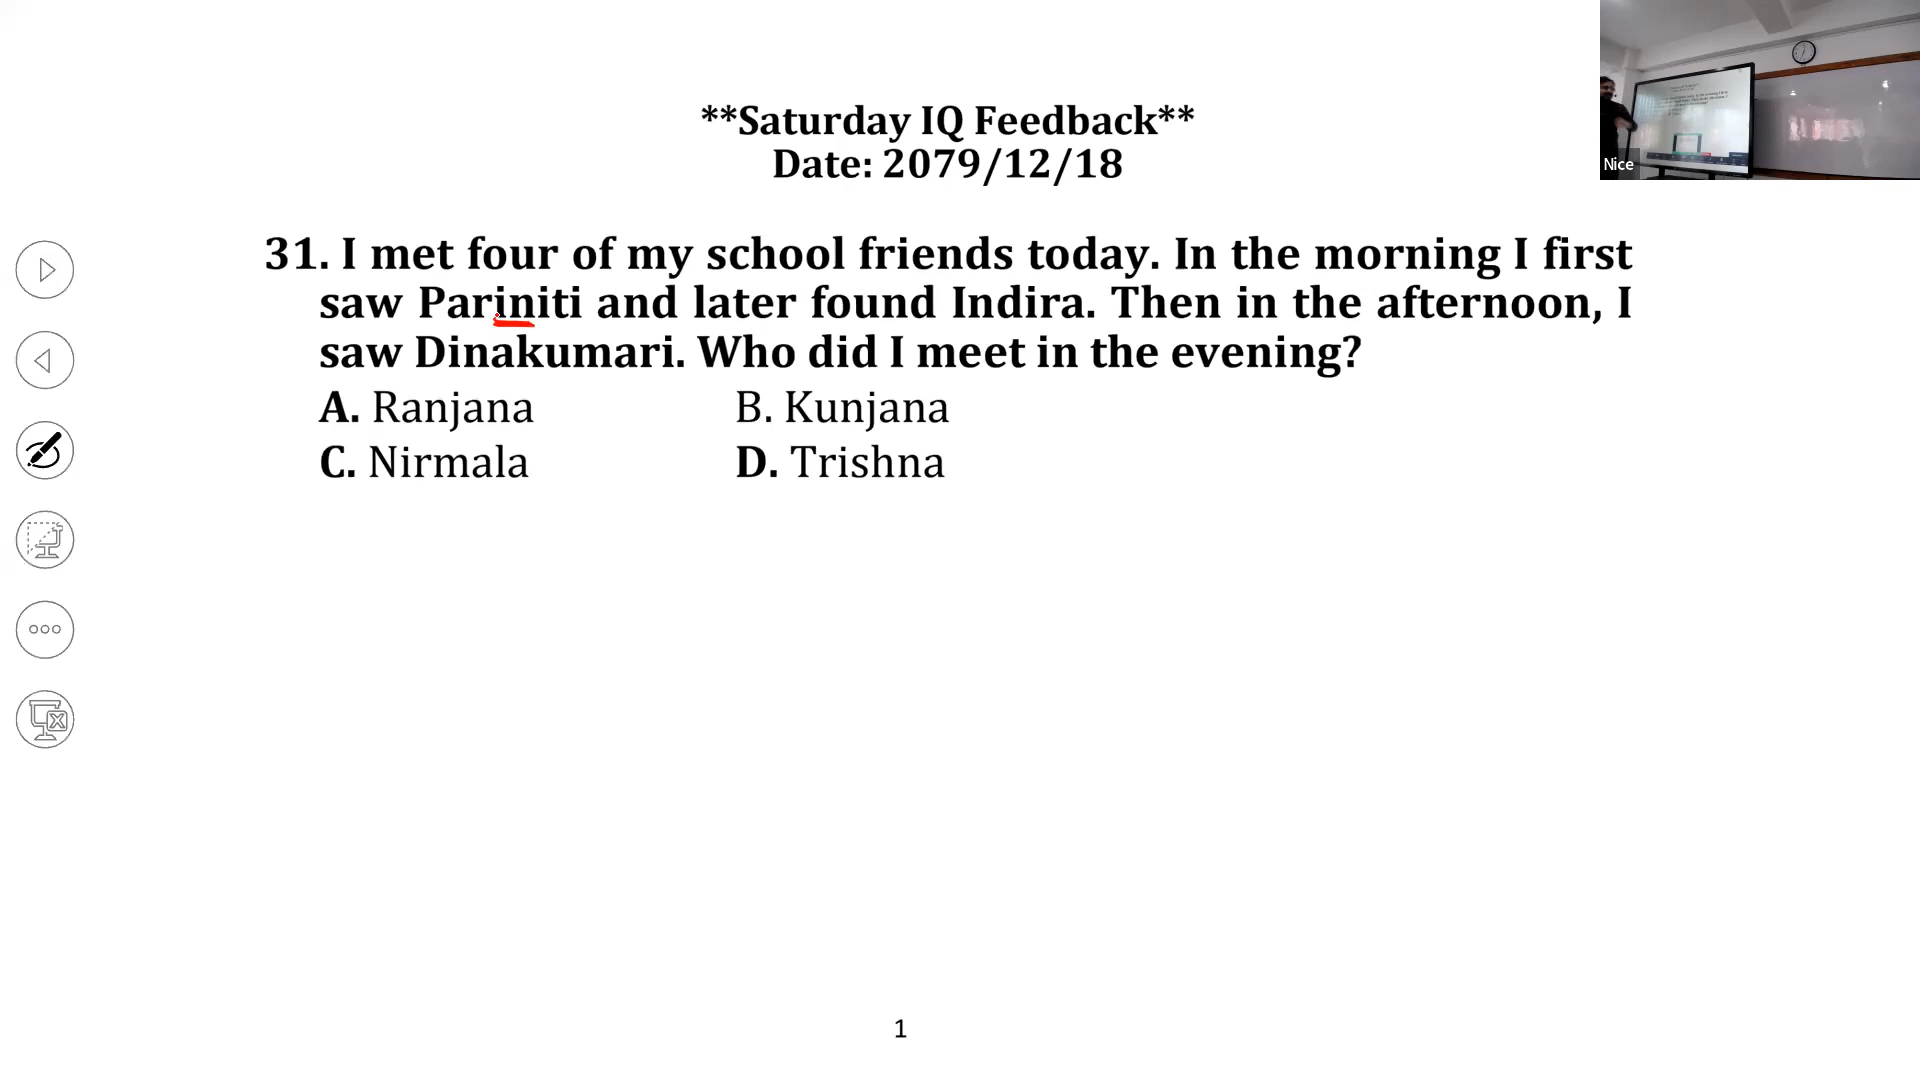 **Saturday IQ Feedback**
Date: 2079/12/18
31. I met four of my school friends today. In the morning I first
saw Pariniti and later found Indira. Then in the afternoon, I
saw Dinakumari. Who did I meet in the evening?
A. Ranjana B. Kunjana
C. Nirmala D. Trishna
1
Nice